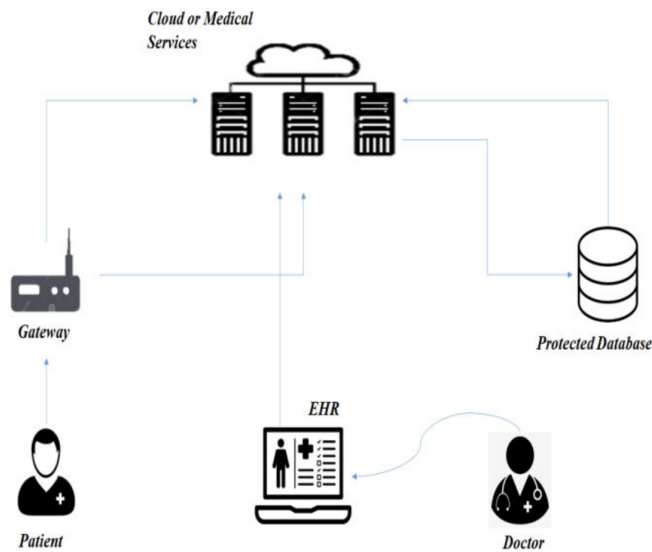 Cloud or Medical
Services
Gateway
Protected Database
EHR
Patient
Doctor